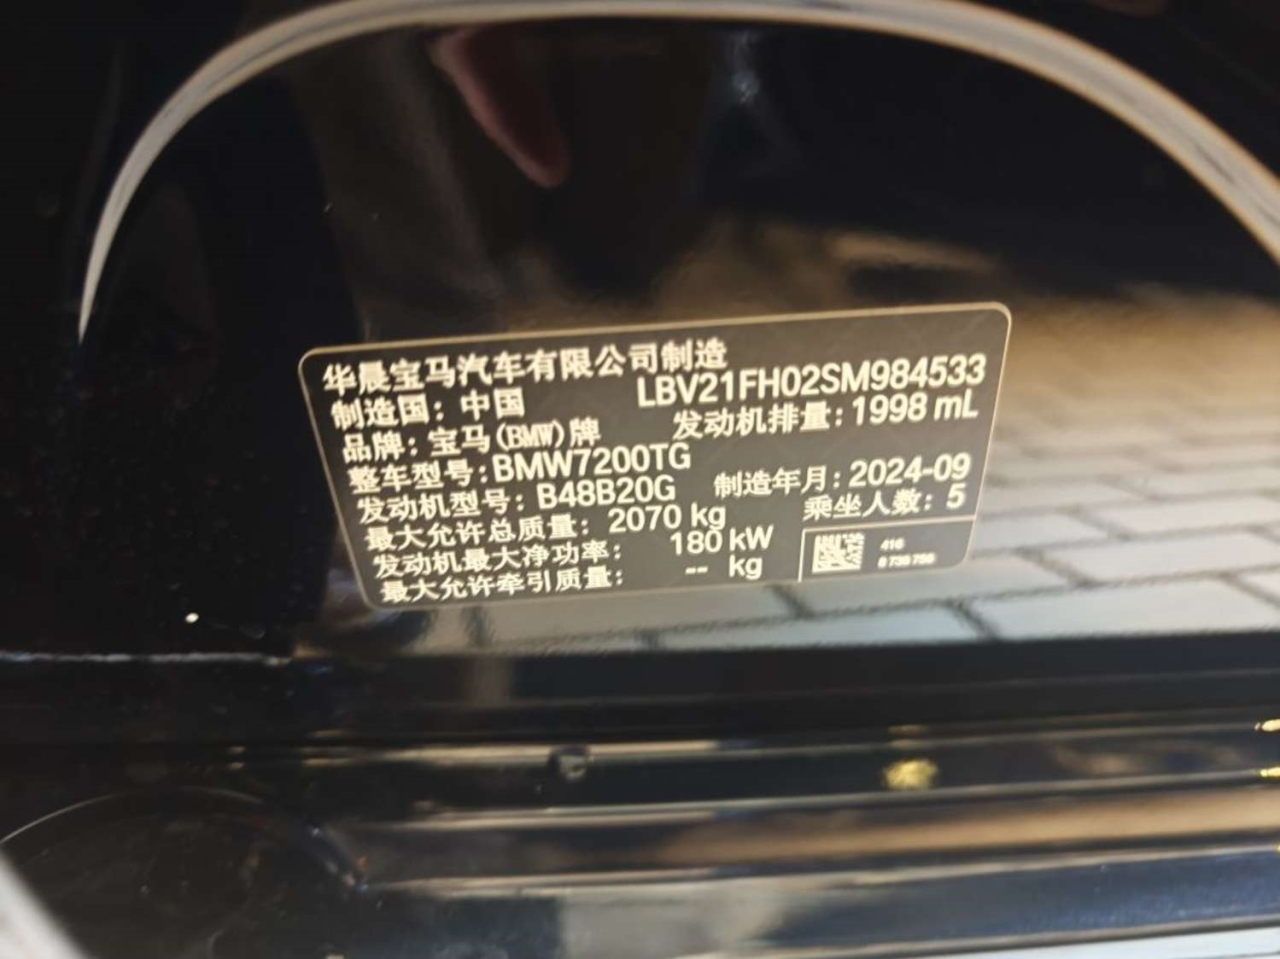 华晨宝马汽车有限公司制造
制造国：中国 LBV21FH02SM984533
品牌：宝马(BMW)牌 发动机排量：1998 mL
整车型号：BMW7200TG
发动机型号：B48B20G 制造年月：2024-09
最大允许总质量：2070 kg 乘坐人数：5
发动机最大净功率：180 kW
最大允许牵引质量：-- kg
416